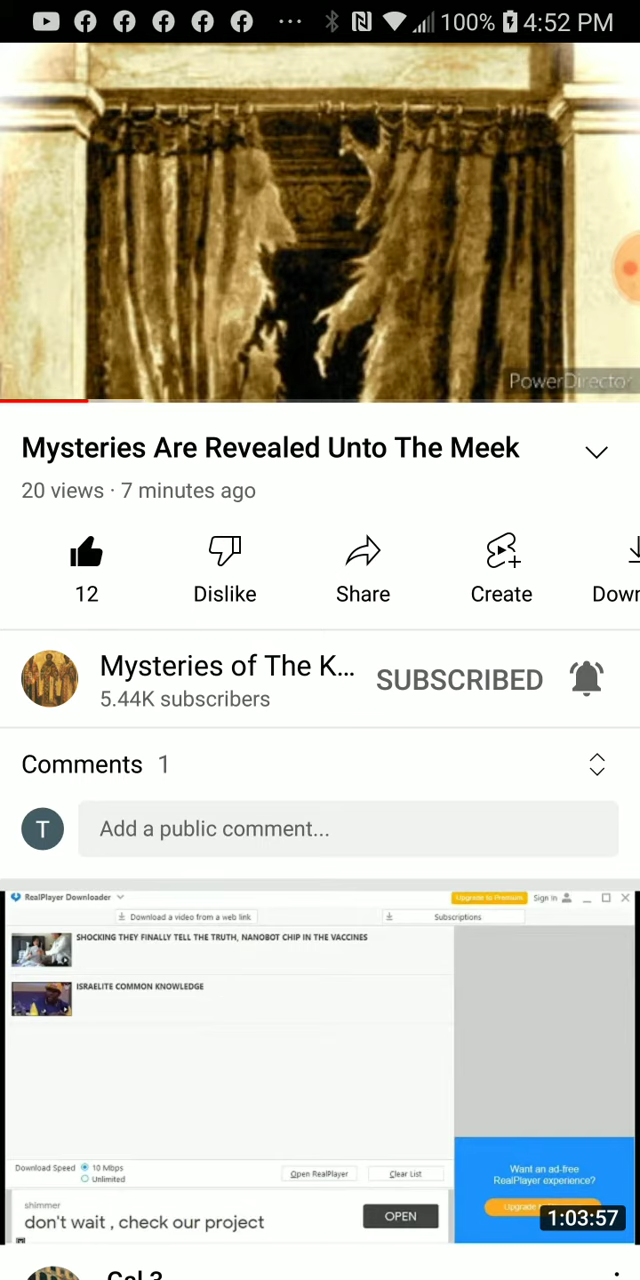 100% 4:52 PM
PowerDirector
Mysteries Are Revealed Unto The Meek
20 views · 7 minutes ago
12 Dislike Share Create Down
Mysteries of The K... SUBSCRIBED
5.44K subscribers
Comments 1
T Add a public comment...
RealPlayer Downloader Upgrade to Premium Sign In
Download a video from a web link Subscriptions
SHOCKING THEY FINALLY TELL THE TRUTH, NANOBOT CHIP IN THE VACCINES
ISRAELITE COMMON KNOWLEDGE
Download Speed 10 Mbps
Unlimited
Open RealPlayer Clear List
Want an ad-free
RealPlayer experience?
Upgrade
shimmer
don't wait , check our project
OPEN
1:03:57
Gal 3